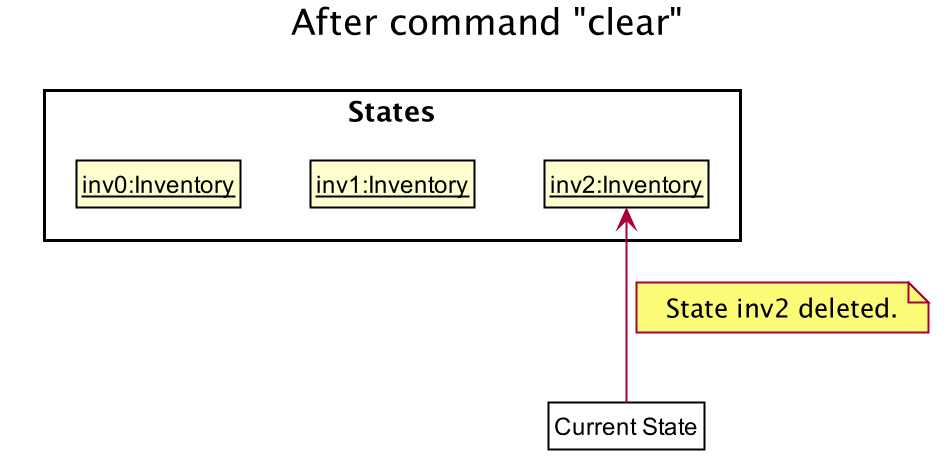 After command "clear"
States
inv0:Inventory inv1:Inventory inv2:Inventory
State inv2 deleted.
Current State